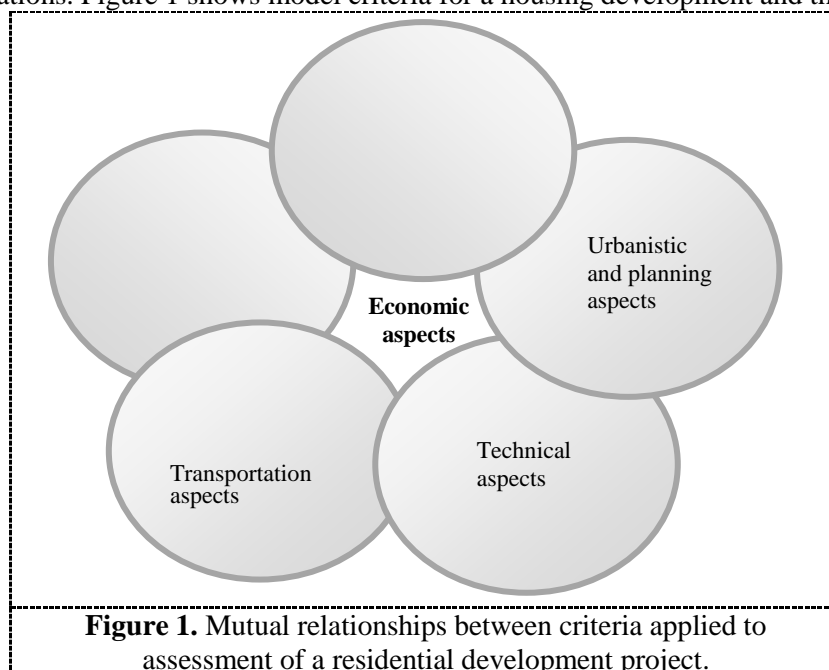 ations. Figure 1 shows model criteria for a housing development and th
Urbanistic
and planning
aspects
Economic
aspects
Technical
aspects
Transportation
aspects
Figure 1. Mutual relationships between criteria applied to
assessment of a residential development project.